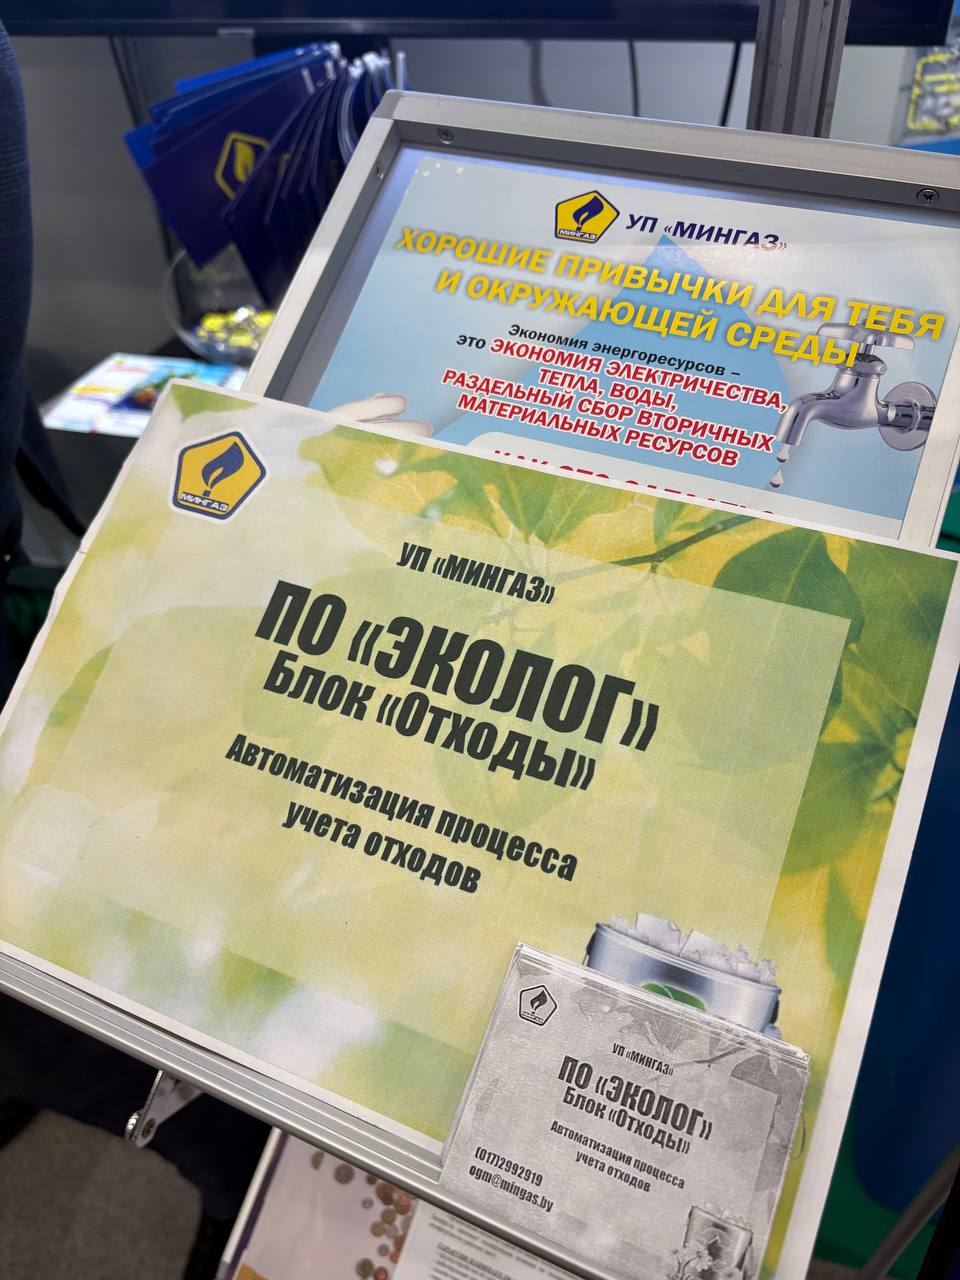 МИНГАЗ
УП «МИНГАЗ»
ХОРОШИЕ ПРИВЫЧКИ ДЛЯ ТЕБЯ
И ОКРУЖАЮЩЕЙ СРЕДЫ
Экономия энергоресурсов –
это ЭКОНОМИЯ ЭЛЕКТРИЧЕСТВА,
ТЕПЛА, ВОДЫ,
РАЗДЕЛЬНЫЙ СБОР ВТОРИЧНЫХ
МАТЕРИАЛЬНЫХ РЕСУРСОВ
МИНГАЗ
УП «МИНГАЗ»
ПО «ЭКОЛОГ»
Блок «Отходы»
Автоматизация процесса
учета отходов
УП «МИНГАЗ»
ПО «ЭКОЛОГ»
Блок «Отходы»
Автоматизация процесса
учета отходов
(017)2992919
ogm@mingas.by